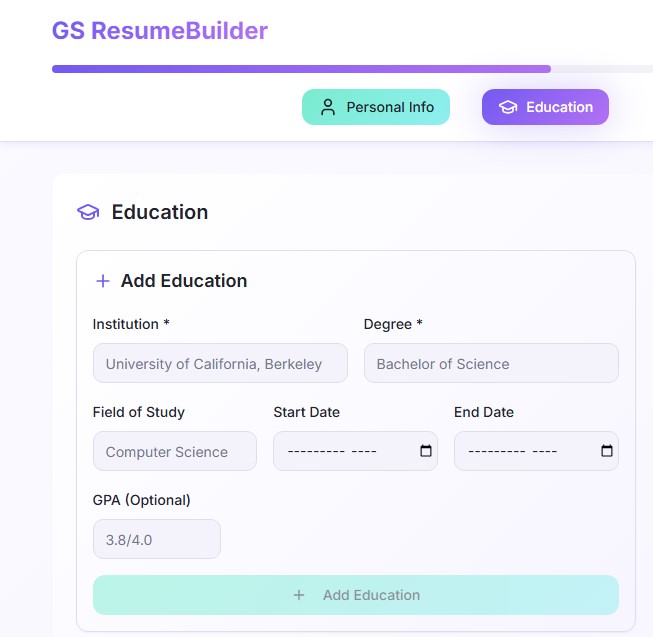 GS ResumeBuilder
Personal Info
Education
Education
Add Education
Institution *
Degree *
University of California, Berkeley
Bachelor of Science
Field of Study
Start Date
End Date
Computer Science
--------- ----
--------- ----
GPA (Optional)
3.8/4.0
Add Education